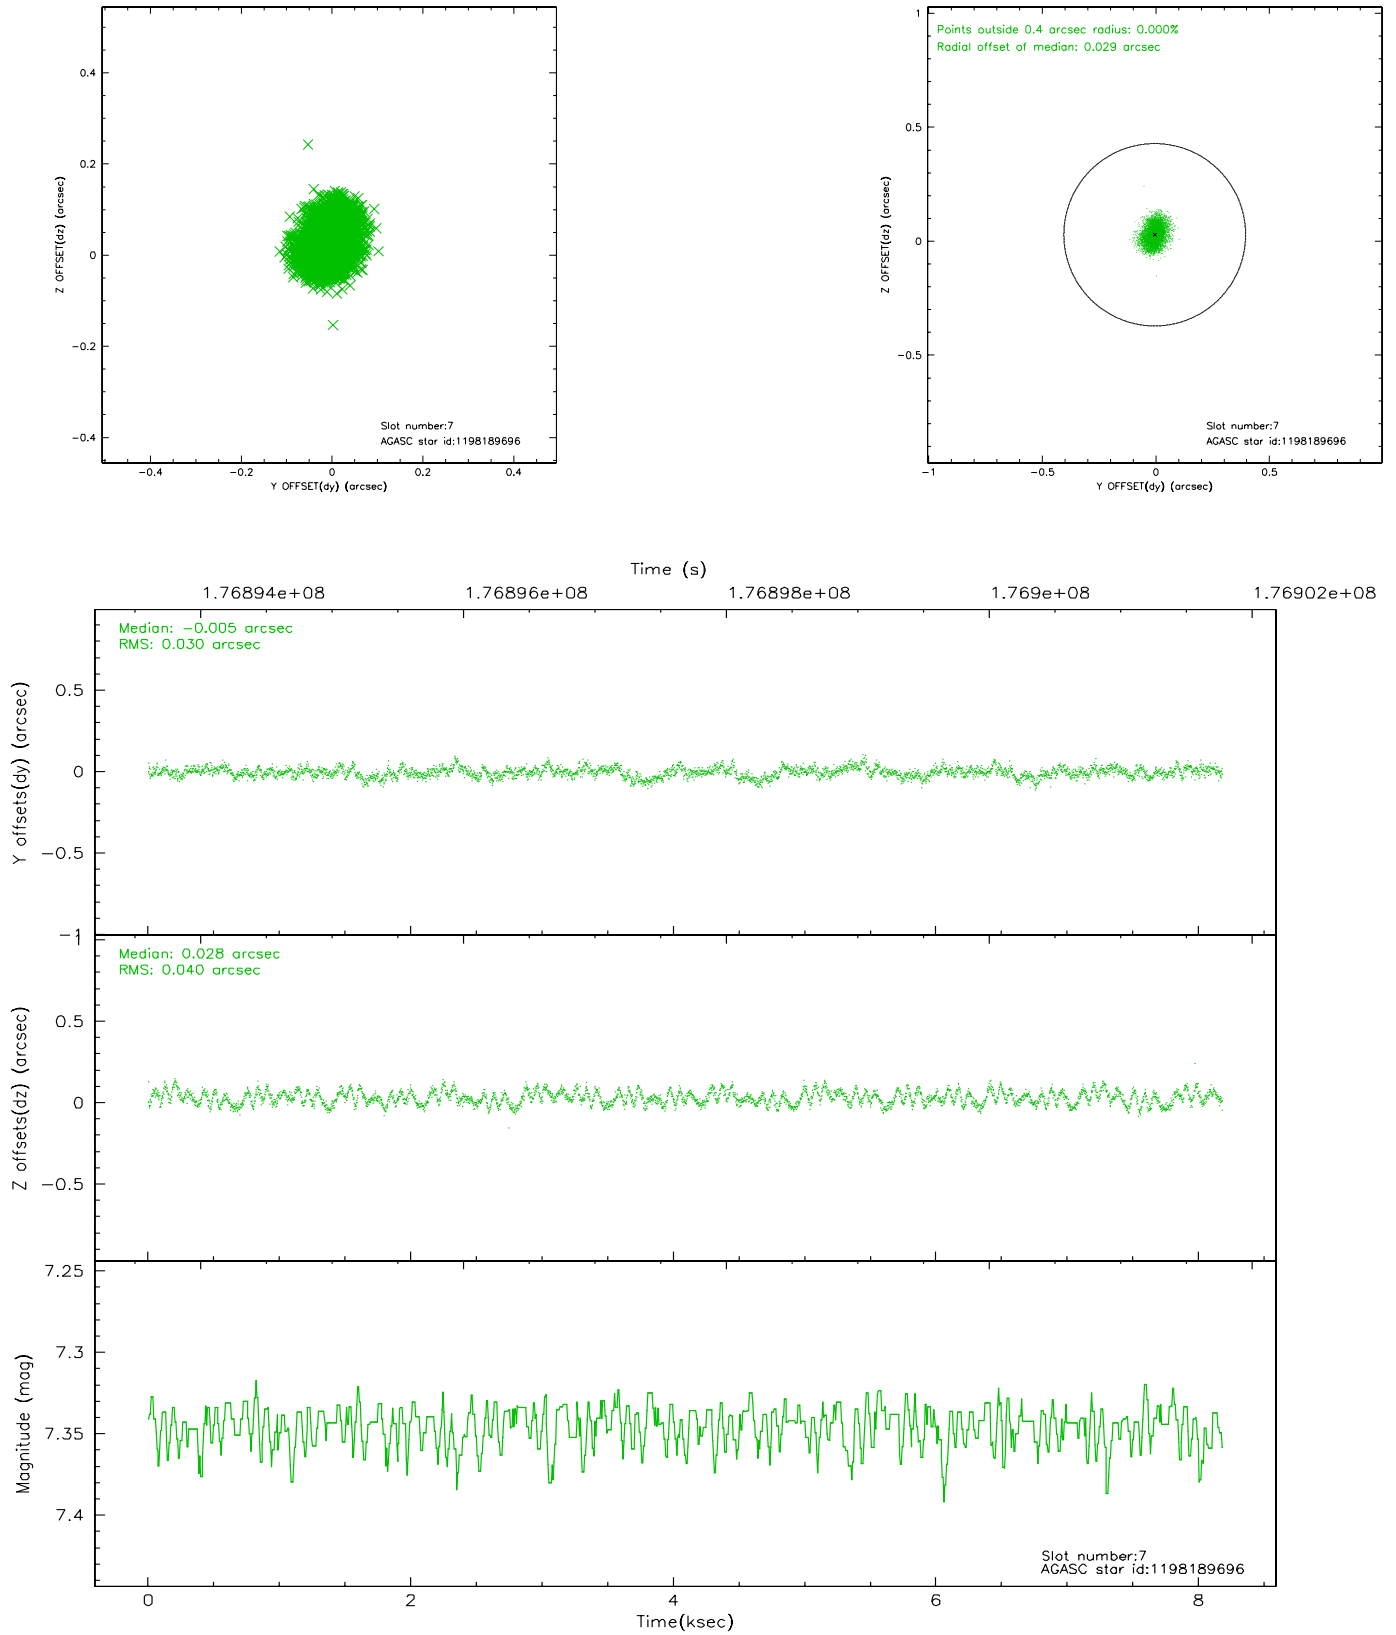 0.4
0.2
0
−0.2
−0.4
Z OFFSET(dz) (arcsec)
Slot number:7
AGASC star id:1198189696
−0.4 −0.2 0 0.2 0.4
Y OFFSET(dy) (arcsec)
Points outside 0.4 arcsec radius: 0.000%
Radial offset of median: 0.029 arcsec
1
0.5
0
−0.5
Z OFFSET(dz) (arcsec)
Slot number:7
AGASC star id:1198189696
−1 −0.5 0 0.5
Y OFFSET(dy) (arcsec)
Time (s)
1.76894e+08 1.76896e+08 1.76898e+08 1.769e+08 1.76902e+08
Median: −0.005 arcsec
RMS: 0.030 arcsec
0.5
0
−0.5
−1
Y offsets(dy) (arcsec)
Median: 0.028 arcsec
RMS: 0.040 arcsec
1
0.5
0
−0.5
Z offsets(dz) (arcsec)
7.25
7.3
7.35
7.4
Magnitude (mag)
Slot number:7
AGASC star id:1198189696
0 2 4 6 8
Time(ksec)